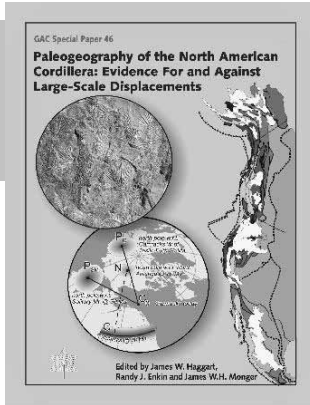 GAC Special Paper 46
Paleogeography of the North American
Cordillera: Evidence For and Against
Large-Scale Displacements
P
N
P
Edited by James W. Haggart,
Randy J. Enkin and James W.H. Monger